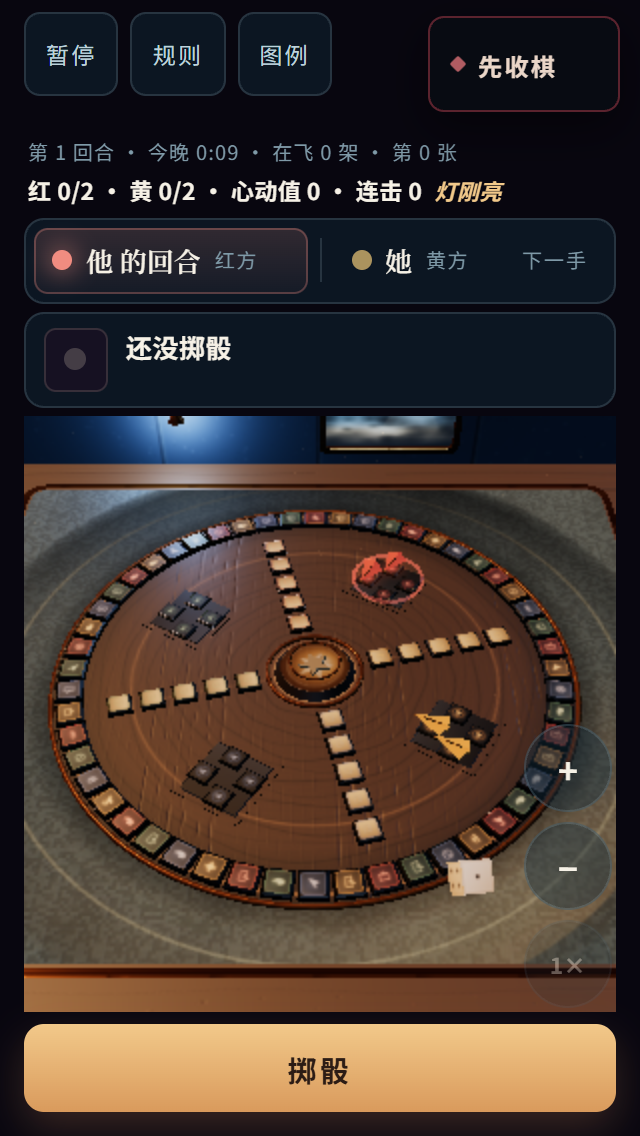 暂停 规则 图例 先收棋
第 1 回合 • 今晚 0:09 • 在飞 0 架 • 第 0 张
红 0/2 • 黄 0/2 • 心动值 0 • 连击 0 灯刚亮
他 的回合 红方 她 黄方 下一手
还没掷骰
+
−
1×
掷骰